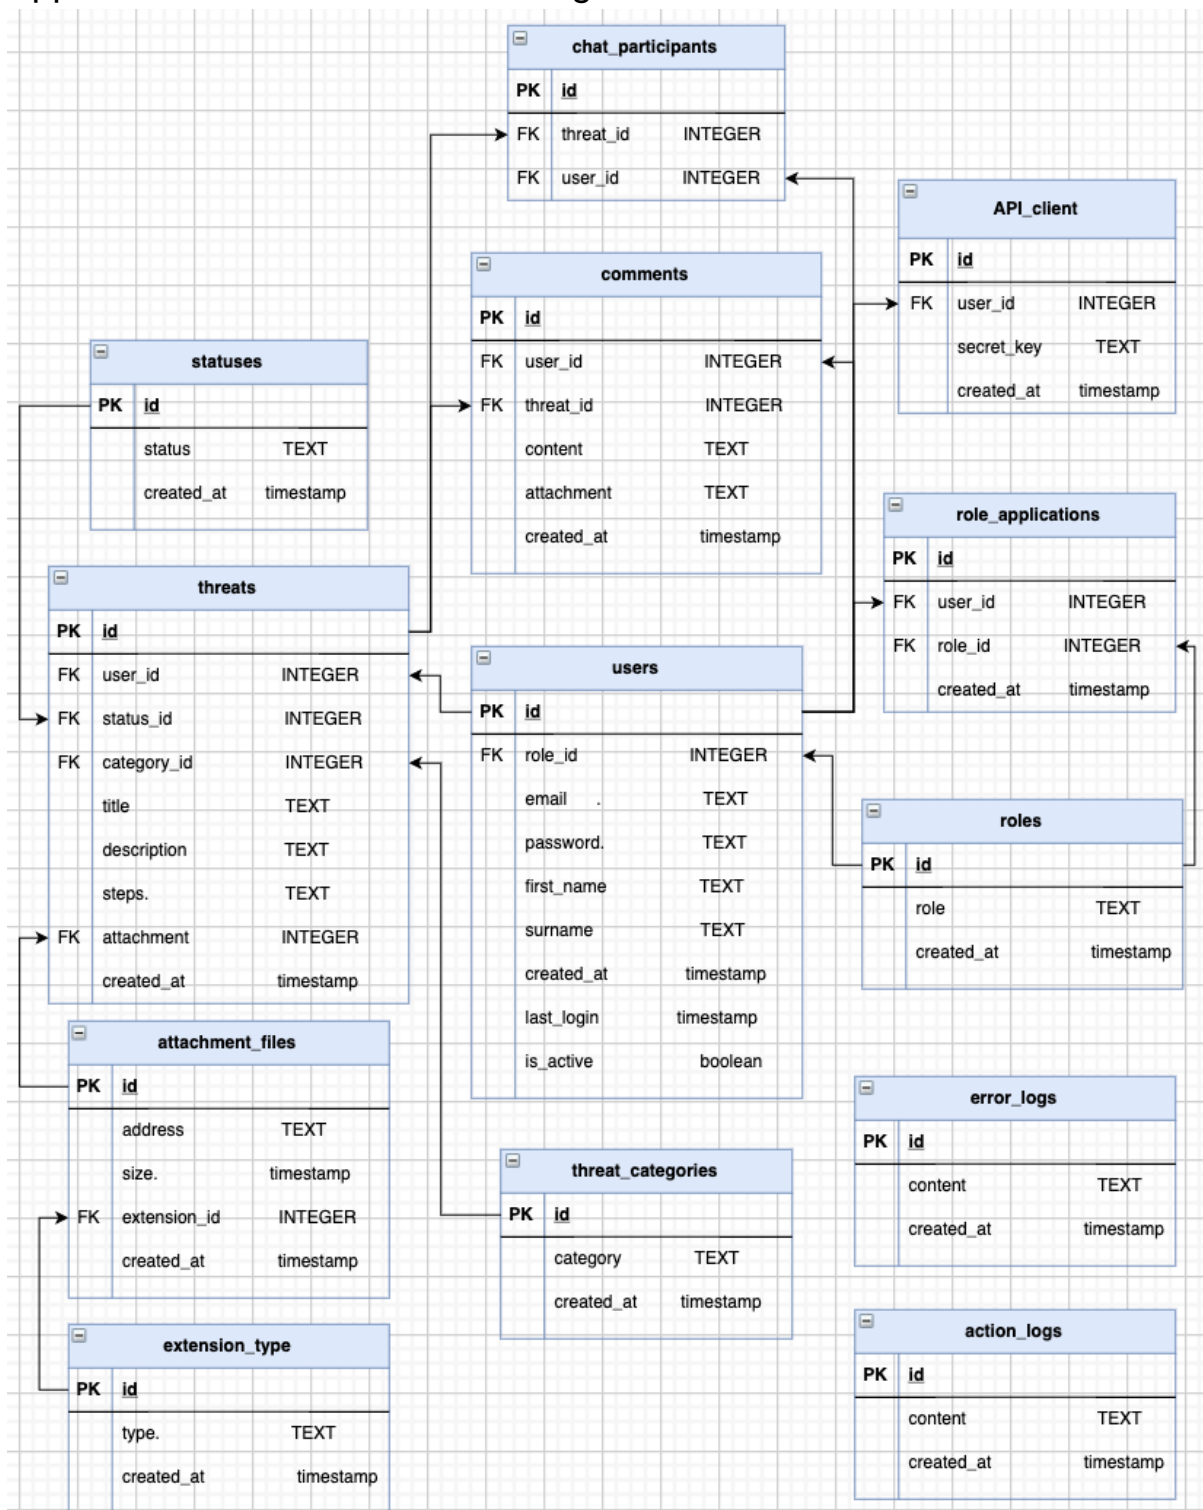 chat_participants
PK id
FK threat_id INTEGER
FK user_id INTEGER
API_client
PK id
FK user_id INTEGER
secret_key TEXT
created_at timestamp
comments
PK id
FK user_id INTEGER
FK threat_id INTEGER
content TEXT
attachment TEXT
created_at timestamp
statuses
PK id
status TEXT
created_at timestamp
role_applications
PK id
FK user_id INTEGER
FK role_id INTEGER
created_at timestamp
threats
PK id
FK user_id INTEGER
FK status_id INTEGER
FK category_id INTEGER
title TEXT
description TEXT
steps. TEXT
FK attachment INTEGER
created_at timestamp
users
PK id
FK role_id INTEGER
email . TEXT
password. TEXT
first_name TEXT
surname TEXT
created_at timestamp
last_login timestamp
is_active boolean
roles
PK id
role TEXT
created_at timestamp
attachment_files
PK id
address TEXT
size. timestamp
FK extension_id INTEGER
created_at timestamp
error_logs
PK id
content TEXT
created_at timestamp
threat_categories
PK id
category TEXT
created_at timestamp
extension_type
PK id
type. TEXT
created_at timestamp
action_logs
PK id
content TEXT
created_at timestamp